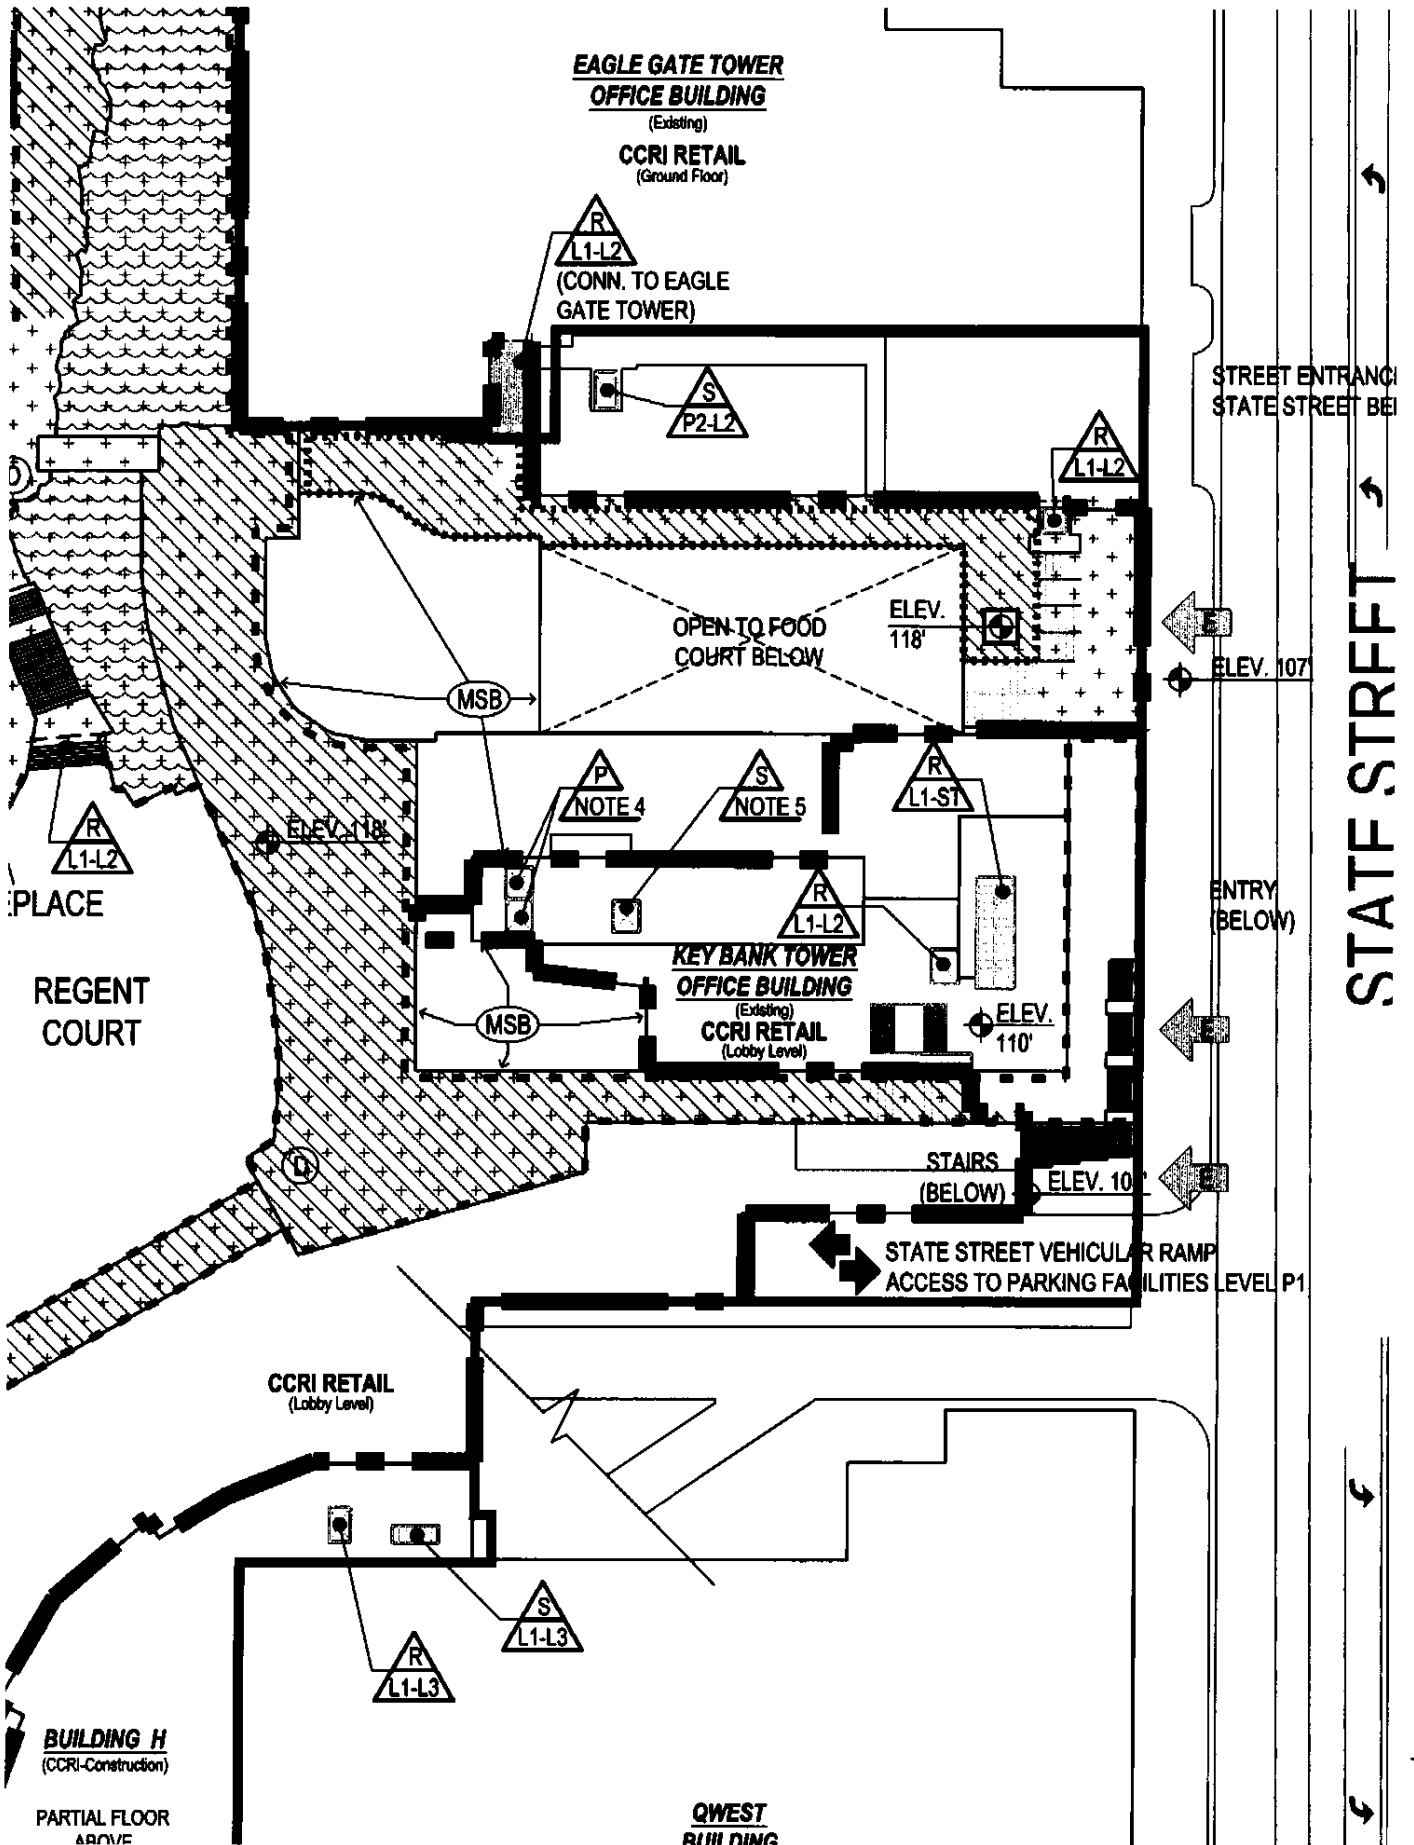 EAGLE GATE TOWER
OFFICE BUILDING
(Existing)
CCRI RETAIL
(Ground Floor)
R
L1-L2
(CONN. TO EAGLE
GATE TOWER)
S
P2-L2
STREET ENTRANC
STATE STREET
R
L1-L2
OPEN TO FOOD
COURT BELOW
ELEV.
118'
E
ELEV. 107'
STATE STREET
MSB
P
NOTE 4
S
NOTE 5
R
L1-ST
ELEV. 118'
R
L1-L2
PLACE
R
L1-L2
ENTRY
(BELOW)
KEY BANK TOWER
OFFICE BUILDING
(Existing)
CCRI RETAIL
(Lobby Level)
REGENT
COURT
MSB
ELEV.
110'
E
D
STAIRS
(BELOW)
ELEV.
E
STATE STREET VEHICULAR RAMP
ACCESS TO PARKING FACILITIES LEVEL P1
CCRI RETAIL
(Lobby Level)
S
L1-L3
R
L1-L3
BUILDING H
(CCRI-Construction)
PARTIAL FLOOR
ABOVE
QWEST
BUILDING